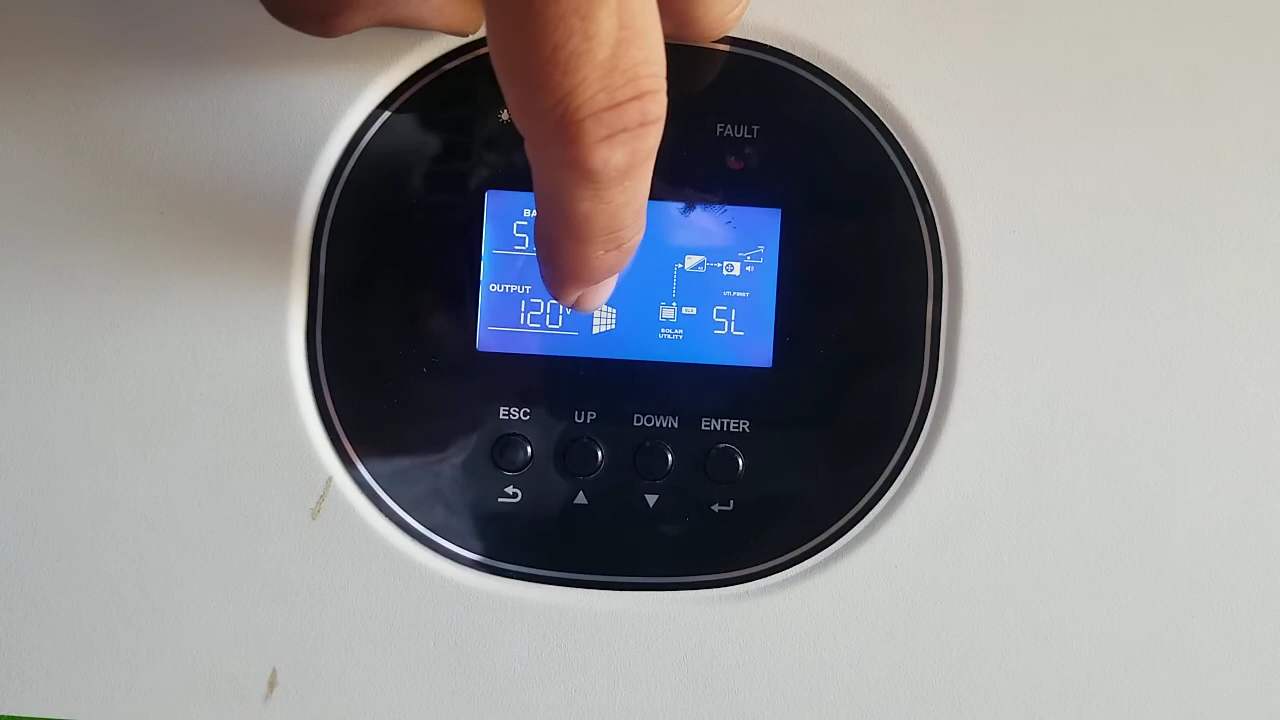 FAULT
OUTPUT
120V
UTI.FIRST
SOLAR
UTILITY
SL
ESC
UP
DOWN
ENTER